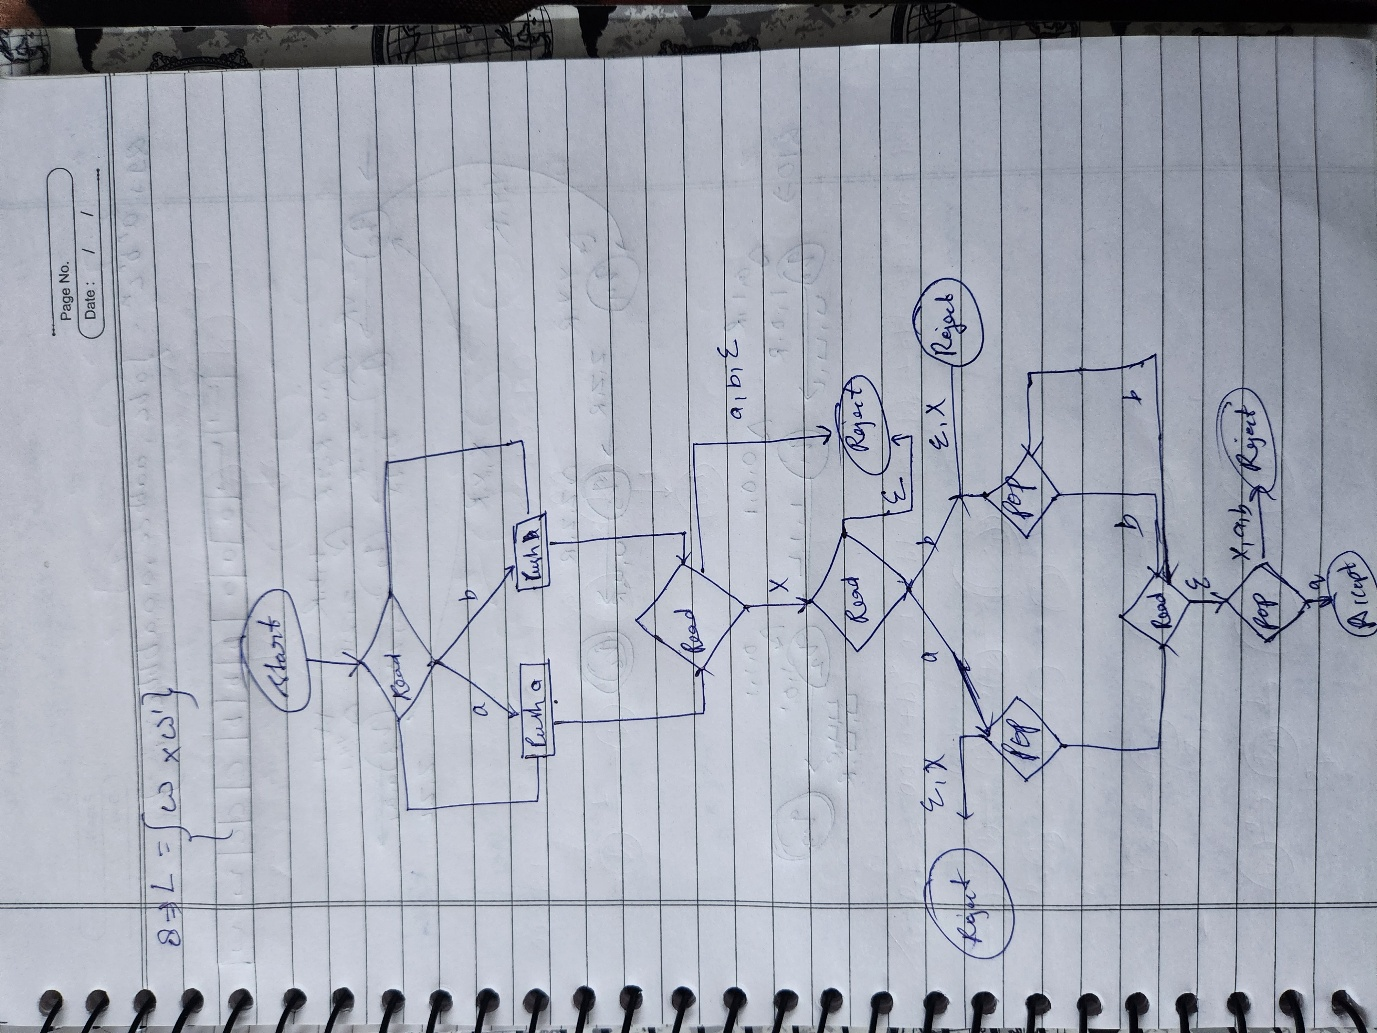 Page No.
Date: / /
8⇒ L = { ω x ω' }
Start
Read
a
b
Push a
Push b
Read
a,b,Σ
X
Reject
Read
Σ
a
b
Σ,X
Σ,X
Reject
Reject
Pop
Pop
b
b
Read
Σ
Pop
X,a,b
Reject
a
Accept